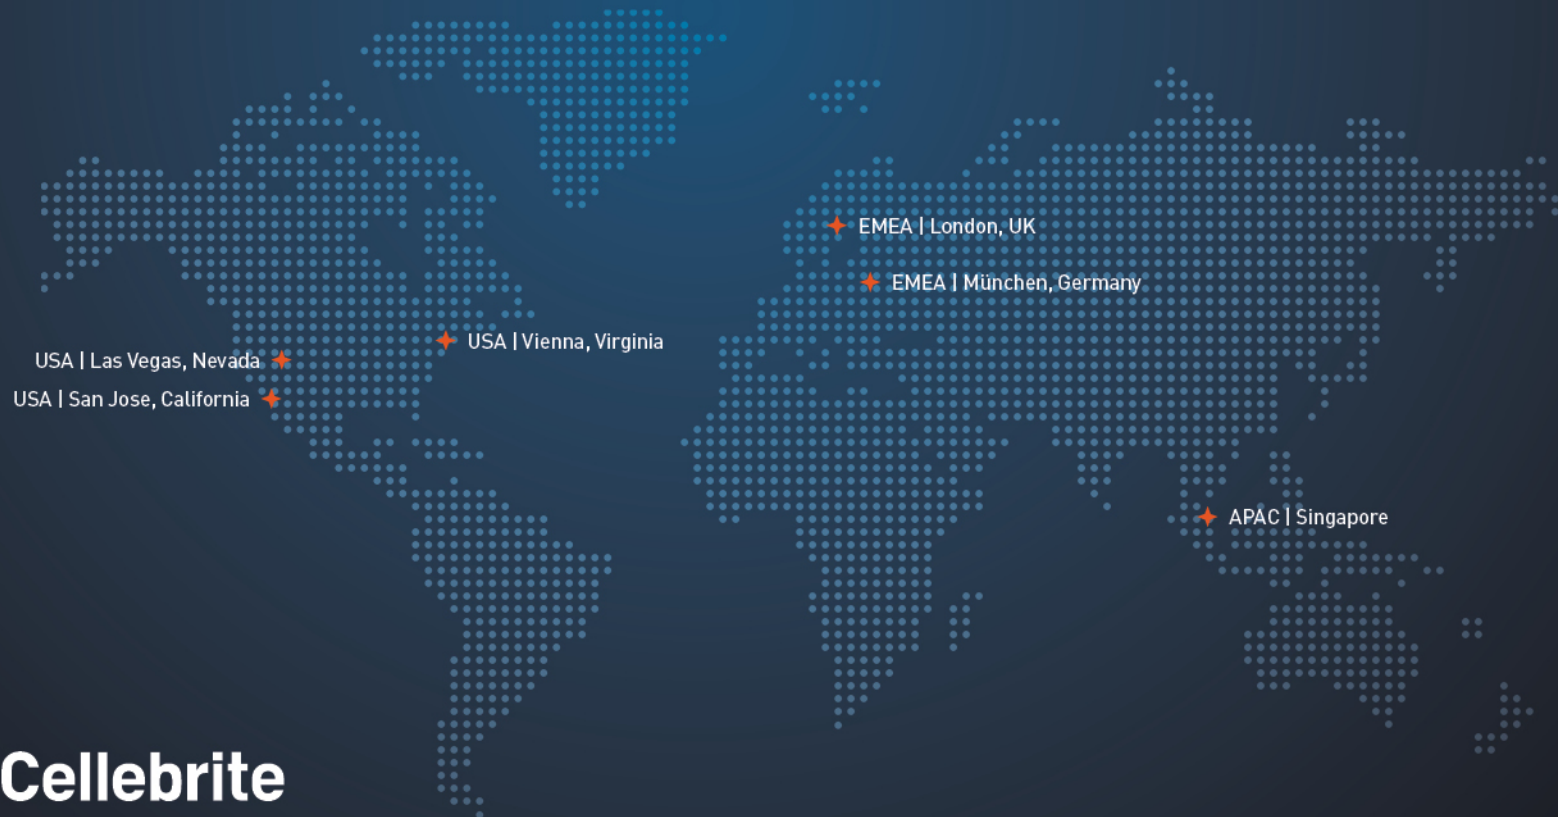 EMEA | London, UK
EMEA | München, Germany
USA | Vienna, Virginia
USA | Las Vegas, Nevada
USA | San Jose, California
APAC | Singapore
Cellebrite